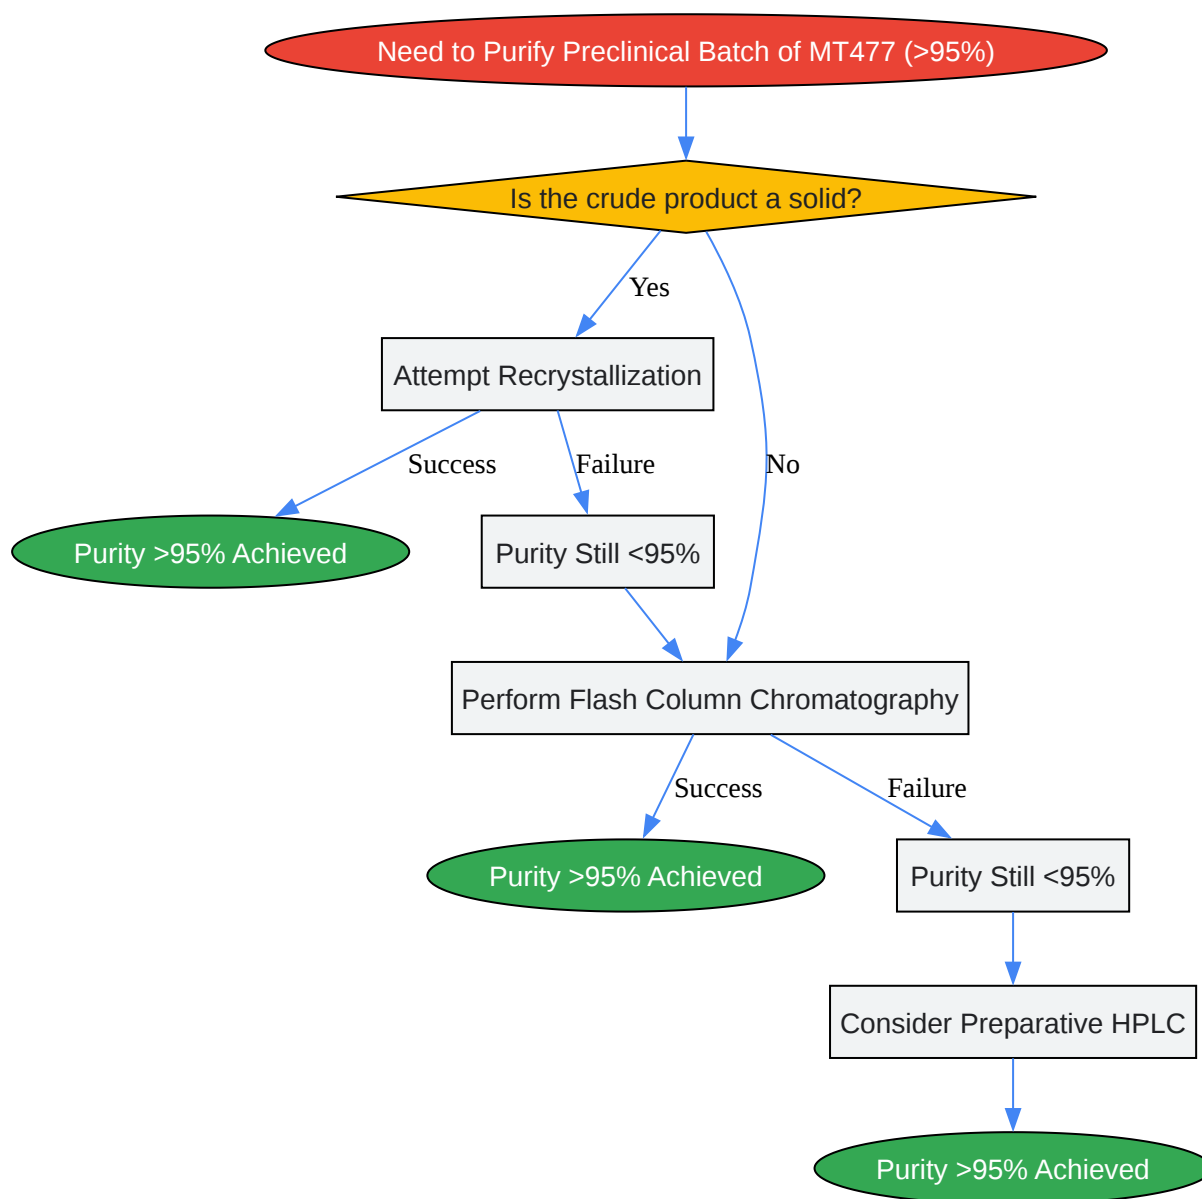 Need to Purify Preclinical Batch of MT477 (>95%)
Is the crude product a solid?
Yes
Attempt Recrystallization
Success
Failure
No
Purity >95% Achieved
Purity Still <95%
Perform Flash Column Chromatography
Success
Failure
Purity >95% Achieved
Purity Still <95%
Consider Preparative HPLC
Purity >95% Achieved